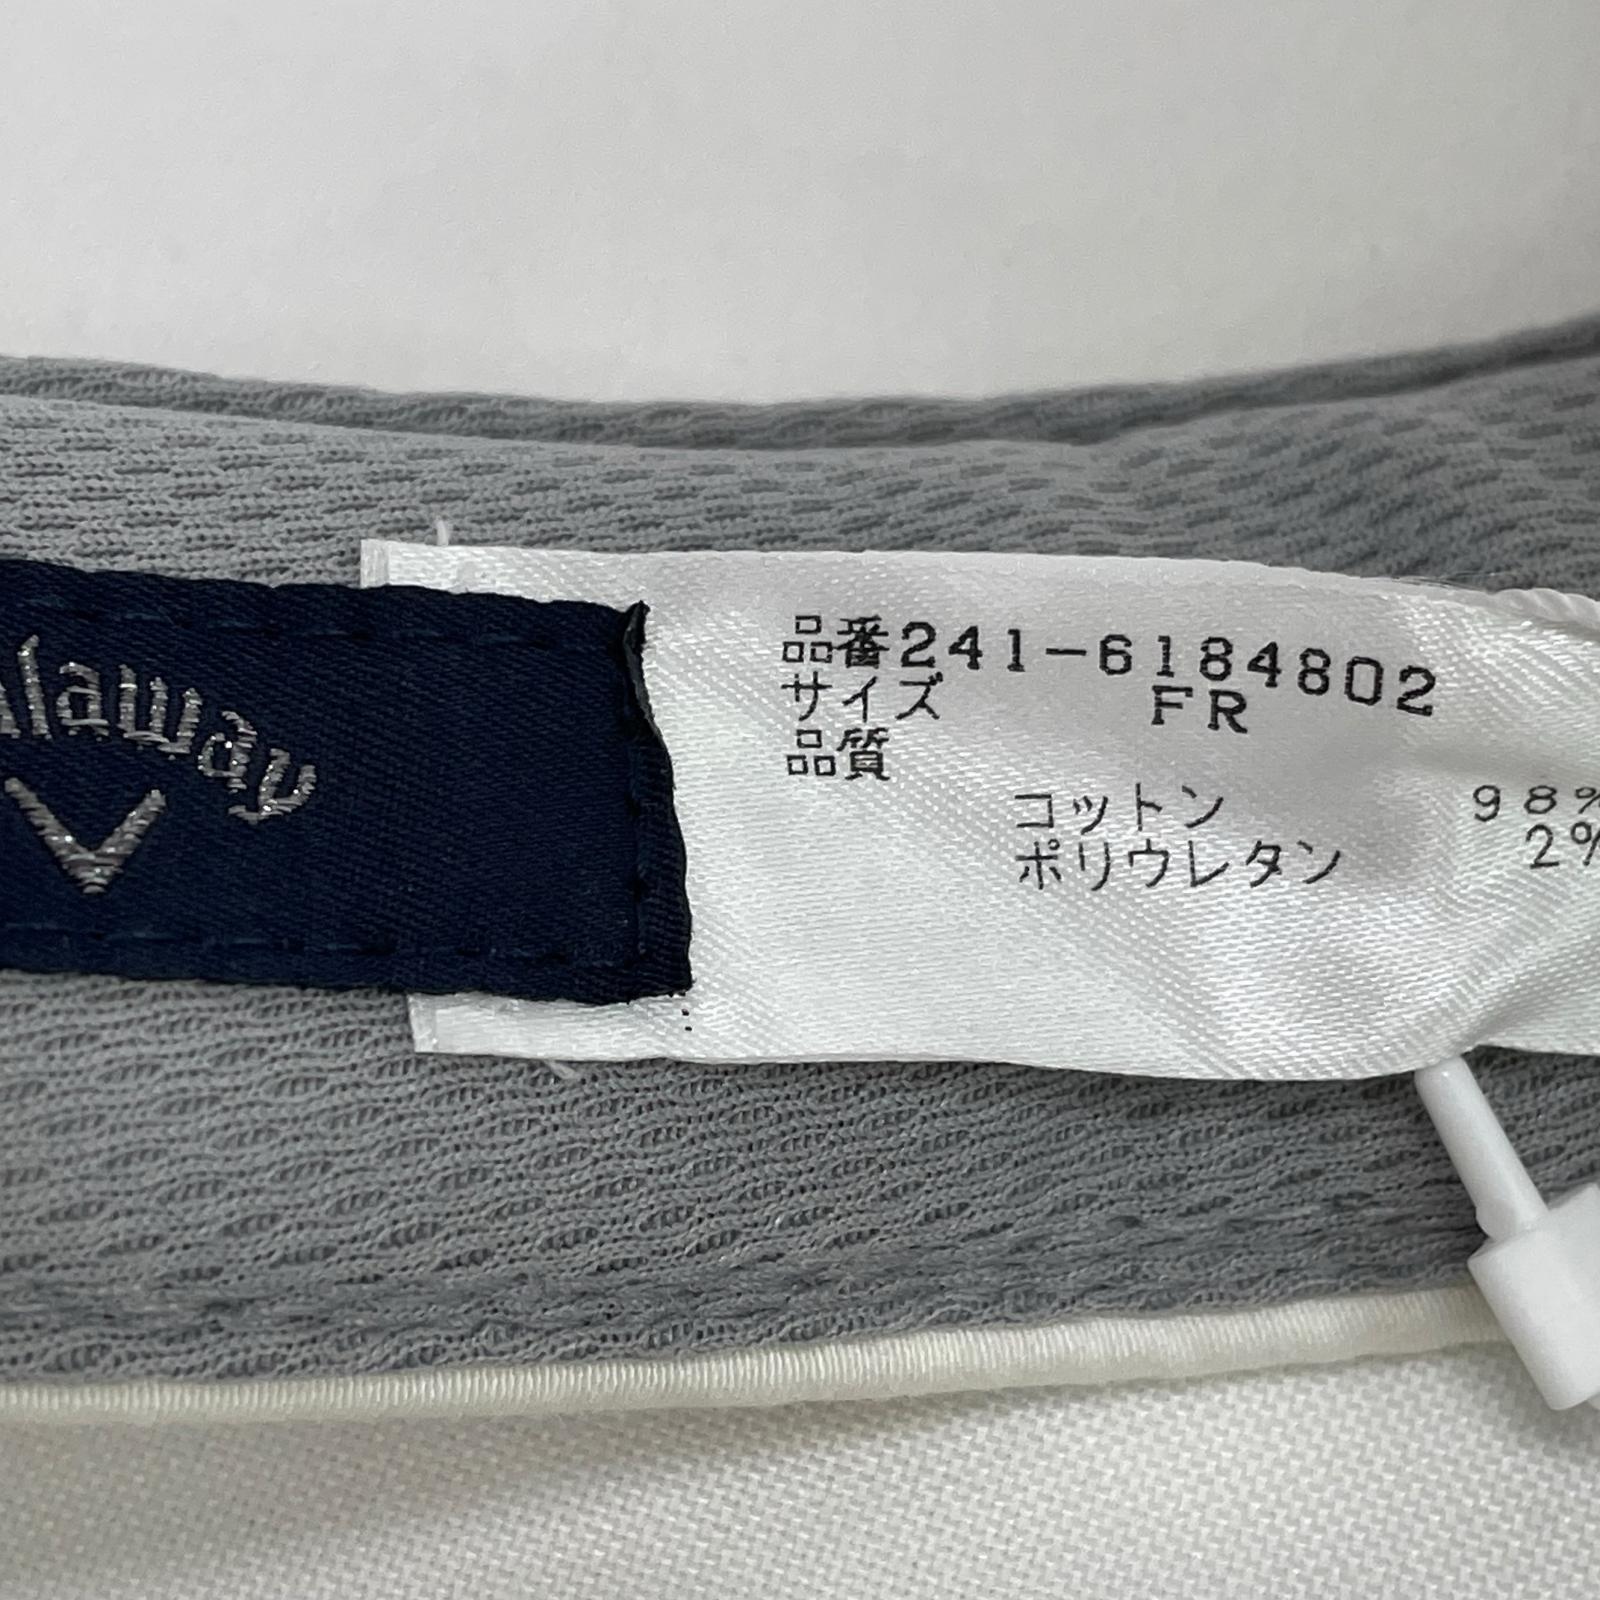 allaway
品番241-6184802
サイズ FR
品質
コットン 98%
ポリウレタン 2%